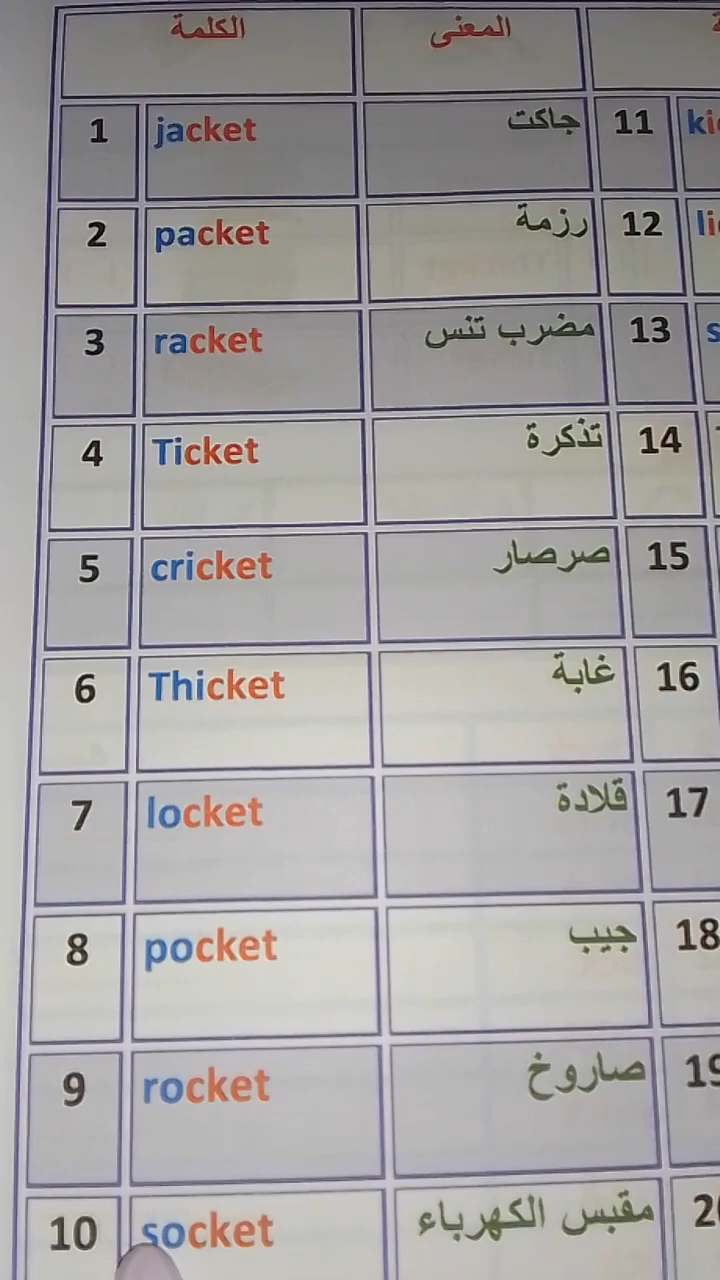 الكلمة المعنى
1 jacket جاكت 11
2 packet رزمة 12
3 racket مضرب تنس 13
4 Ticket تذكرة 14
5 cricket صرصار 15
6 Thicket غابة 16
7 locket قلادة 17
8 pocket جيب 18
9 rocket صاروخ
10 socket مقبس الكهرباء